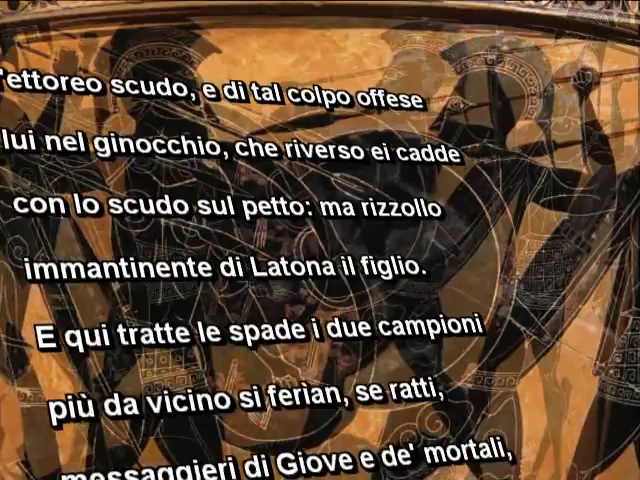 'ettoreo scudo, e di tal colpo offese
lui nel ginocchio, che riverso ei cadde
con lo scudo sul petto: ma rizzollo
immantinente di Latona il figlio.
E qui tratte le spade i due campioni
più da vicino si ferìan, se ratti,
messaggieri di Giove e de' mortali,